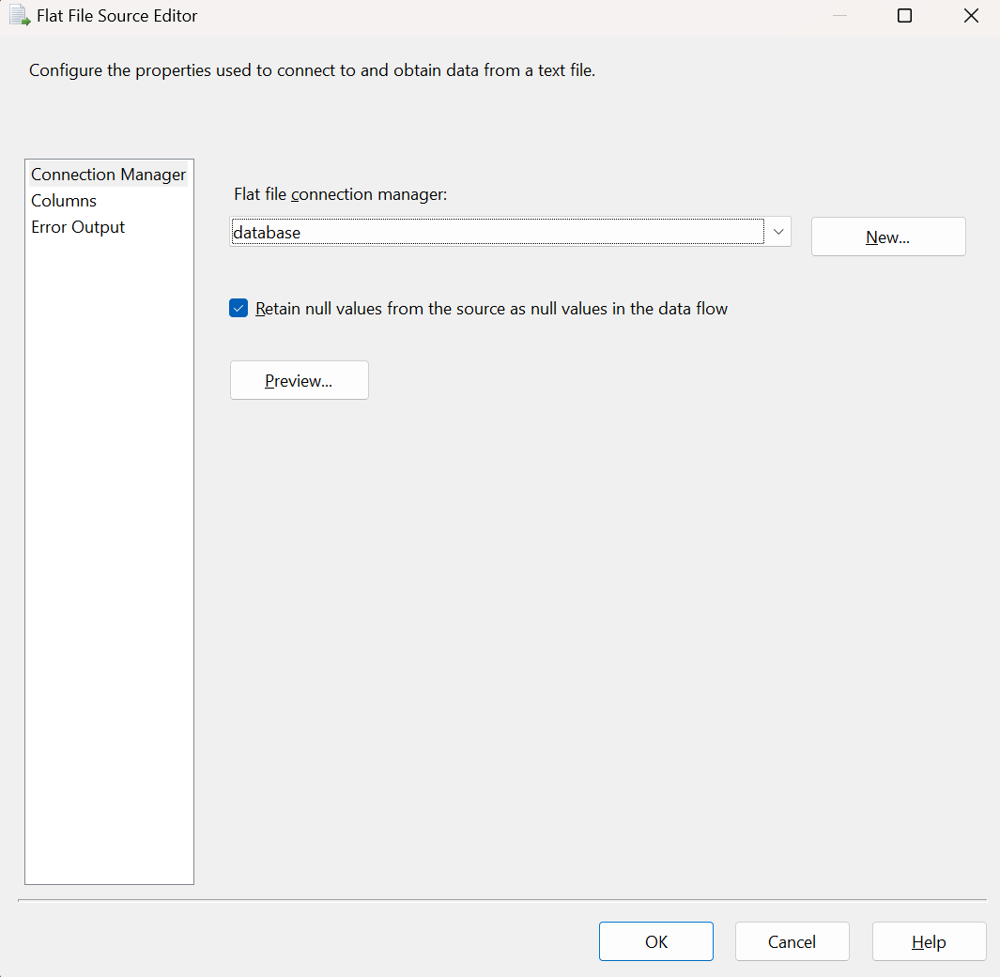 Flat File Source Editor
Configure the properties used to connect to and obtain data from a text file.
Connection Manager
Columns
Error Output
Flat file connection manager:
database
New...
Retain null values from the source as null values in the data flow
Preview...
OK
Cancel
Help